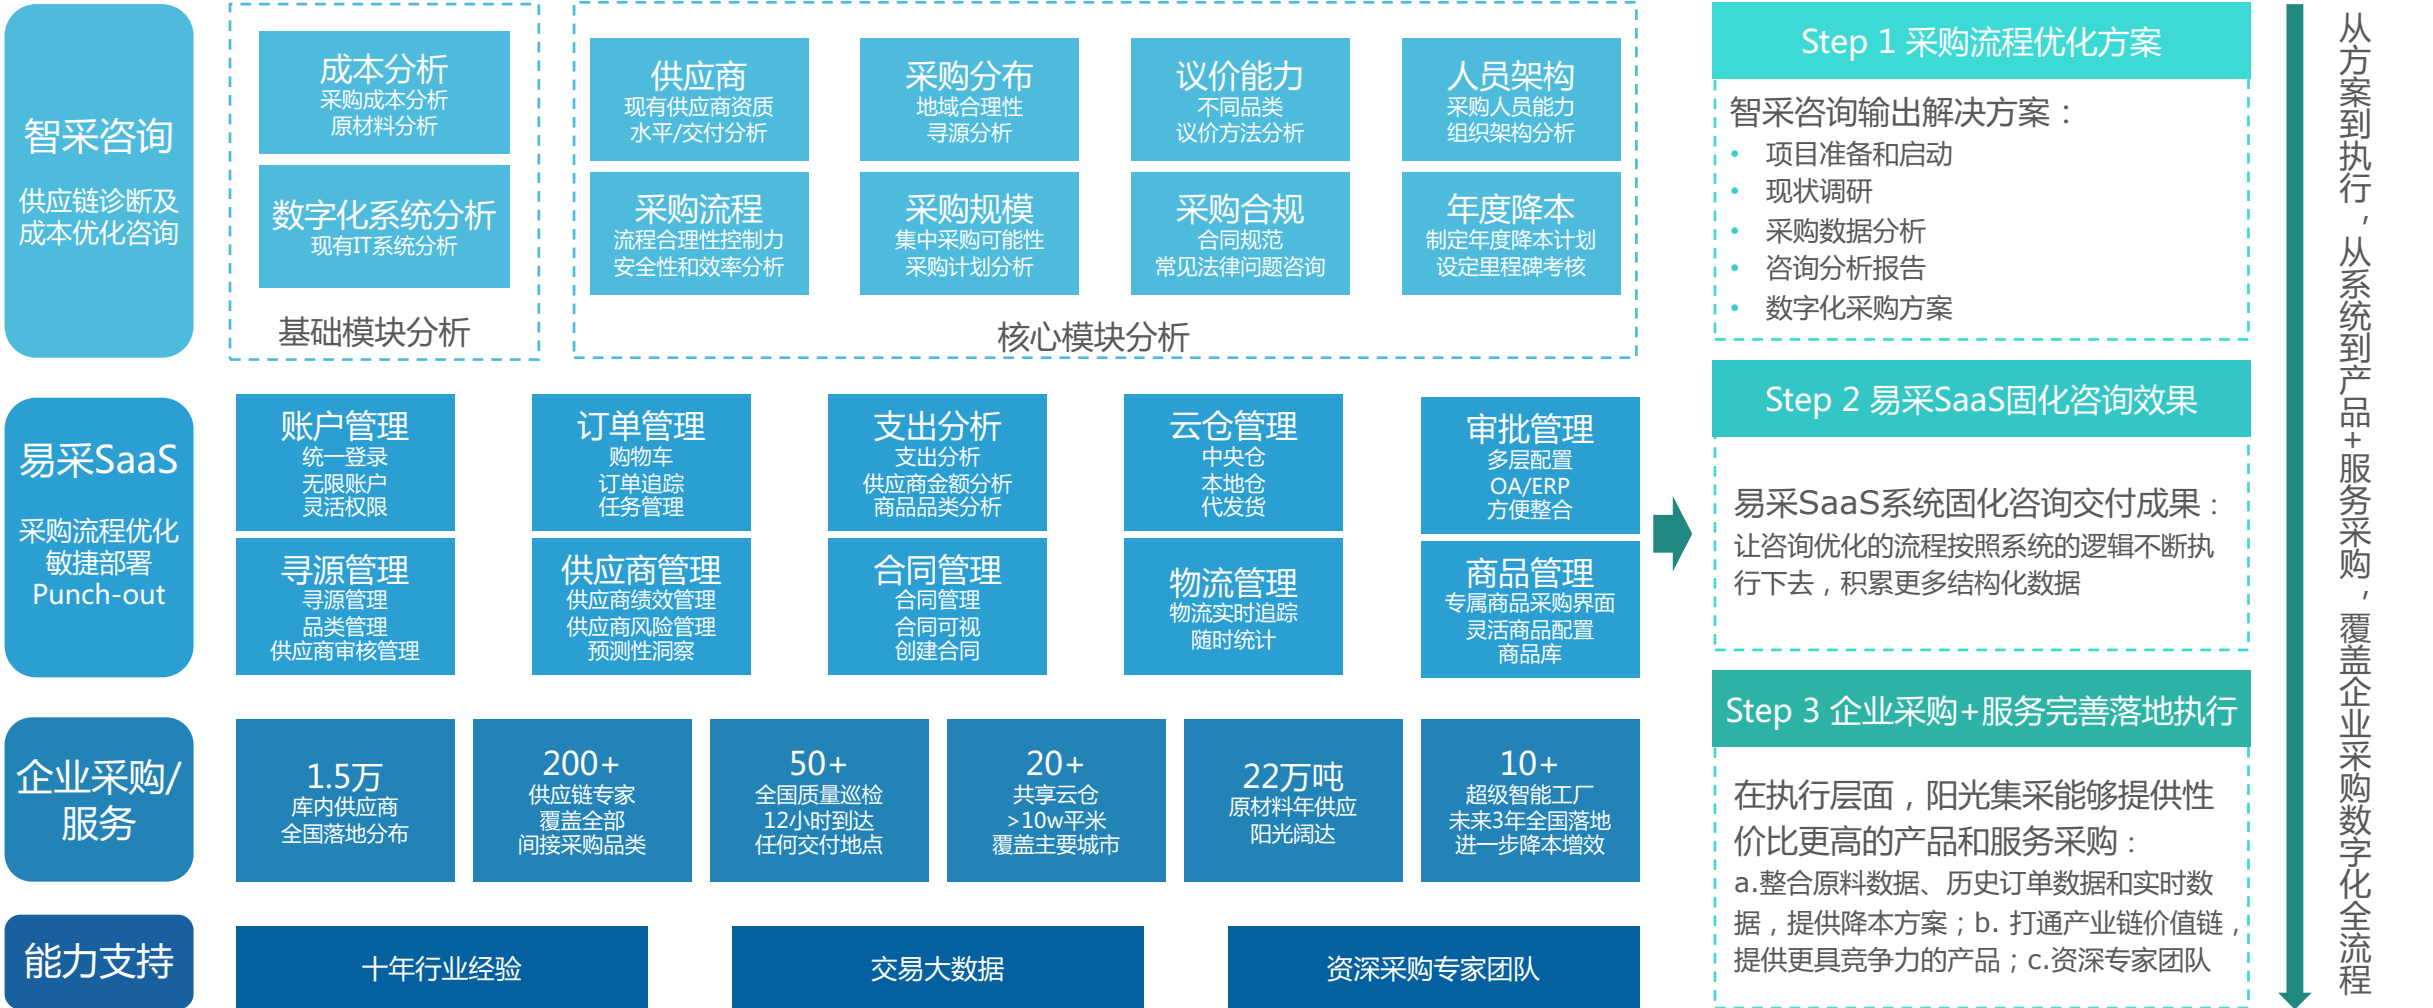 智采咨询
供应链诊断及
成本优化咨询
成本分析
采购成本分析
原材料分析
数字化系统分析
现有IT系统分析
基础模块分析
供应商
现有供应商资质
水平/交付分析
采购分布
地域合理性
寻源分析
议价能力
不同品类
议价方法分析
人员架构
采购人员能力
组织架构分析
采购流程
流程合理性控制力
安全性和效率分析
采购规模
集中采购可能性
采购计划分析
采购合规
合同规范
常见法律问题咨询
年度降本
制定年度降本计划
设定里程碑考核
核心模块分析
易采SaaS
采购流程优化
敏捷部署
Punch-out
账户管理
统一登录
无限账户
灵活权限
订单管理
购物车
订单追踪
任务管理
支出分析
支出分析
供应商金额分析
商品品类分析
云仓管理
中央仓
本地仓
代发货
审批管理
多层配置
OA/ERP
方便整合
寻源管理
寻源管理
品类管理
供应商审核管理
供应商管理
供应商绩效管理
供应商风险管理
预测性洞察
合同管理
合同管理
合同可视
创建合同
物流管理
物流实时追踪
随时统计
商品管理
专属商品采购界面
灵活商品配置
商品库
企业采购/
服务
1.5万
库内供应商
全国落地分布
200+
供应链专家
覆盖全部
间接采购品类
50+
全国质量巡检
12小时到达
任何交付地点
20+
共享云仓
>10w平米
覆盖主要城市
22万吨
原材料年供应
阳光阔达
10+
超级智能工厂
未来3年全国落地
进一步降本增效
能力支持
十年行业经验
交易大数据
资深采购专家团队
Step 1 采购流程优化方案
智采咨询输出解决方案：
• 项目准备和启动
• 现状调研
• 采购数据分析
• 咨询分析报告
• 数字化采购方案
Step 2 易采SaaS固化咨询效果
易采SaaS系统固化咨询交付成果：
让咨询优化的流程按照系统的逻辑不断执
行下去，积累更多结构化数据
Step 3 企业采购+服务完善落地执行
在执行层面，阳光集采能够提供性
价比更高的产品和服务采购：
a.整合原料数据、历史订单数据和实时数
据，提供降本方案；b. 打通产业链价值链，
提供更具竞争力的产品；c.资深专家团队
从方案到执行，从系统到产品+服务采购，覆盖企业采购数字化全流程